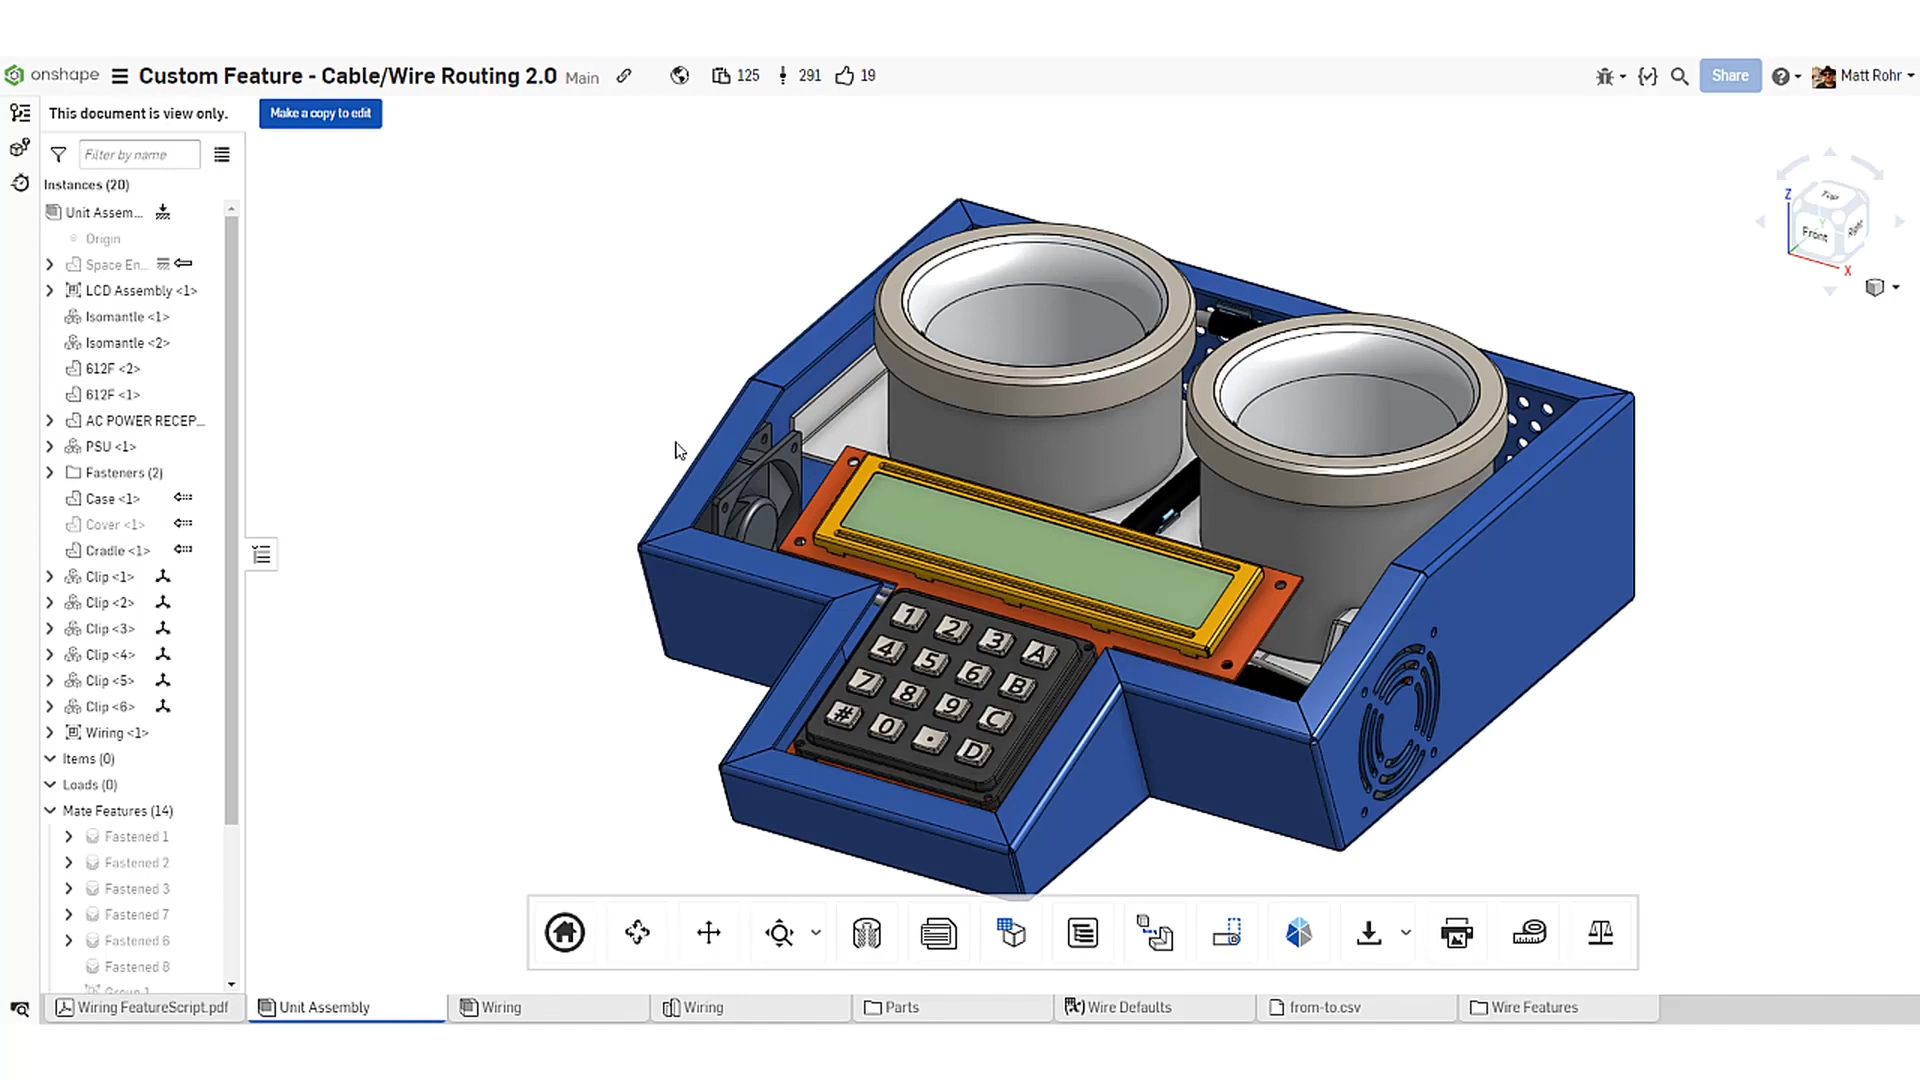 onshape Custom Feature - Cable/Wire Routing 2.0 Main 125 291 19 Share Matt Rohr
This document is view only. Make a copy to edit
Filter by name
Instances (20)
Unit Assem...
Origin
Space En...
LCD Assembly <1>
Isomantle <1>
Isomantle <2>
612F <2>
612F <1>
AC POWER RECEP...
PSU <1>
Fasteners (2)
Case <1>
Cover <1>
Cradle <1>
Clip <1>
Clip <2>
Clip <3>
Clip <4>
Clip <5>
Clip <6>
Wiring <1>
Items (0)
Loads (0)
Mate Features (14)
Fastened 1
Fastened 2
Fastened 3
Fastened 7
Fastened 6
Fastened 8
Group 1
Z
Top
Y
Front
Right
X
1 2 3 A
4 5 6 B
7 8 9 C
# 0 . D
Wiring FeatureScript.pdf Unit Assembly Wiring Wiring Parts Wire Defaults from-to.csv Wire Features